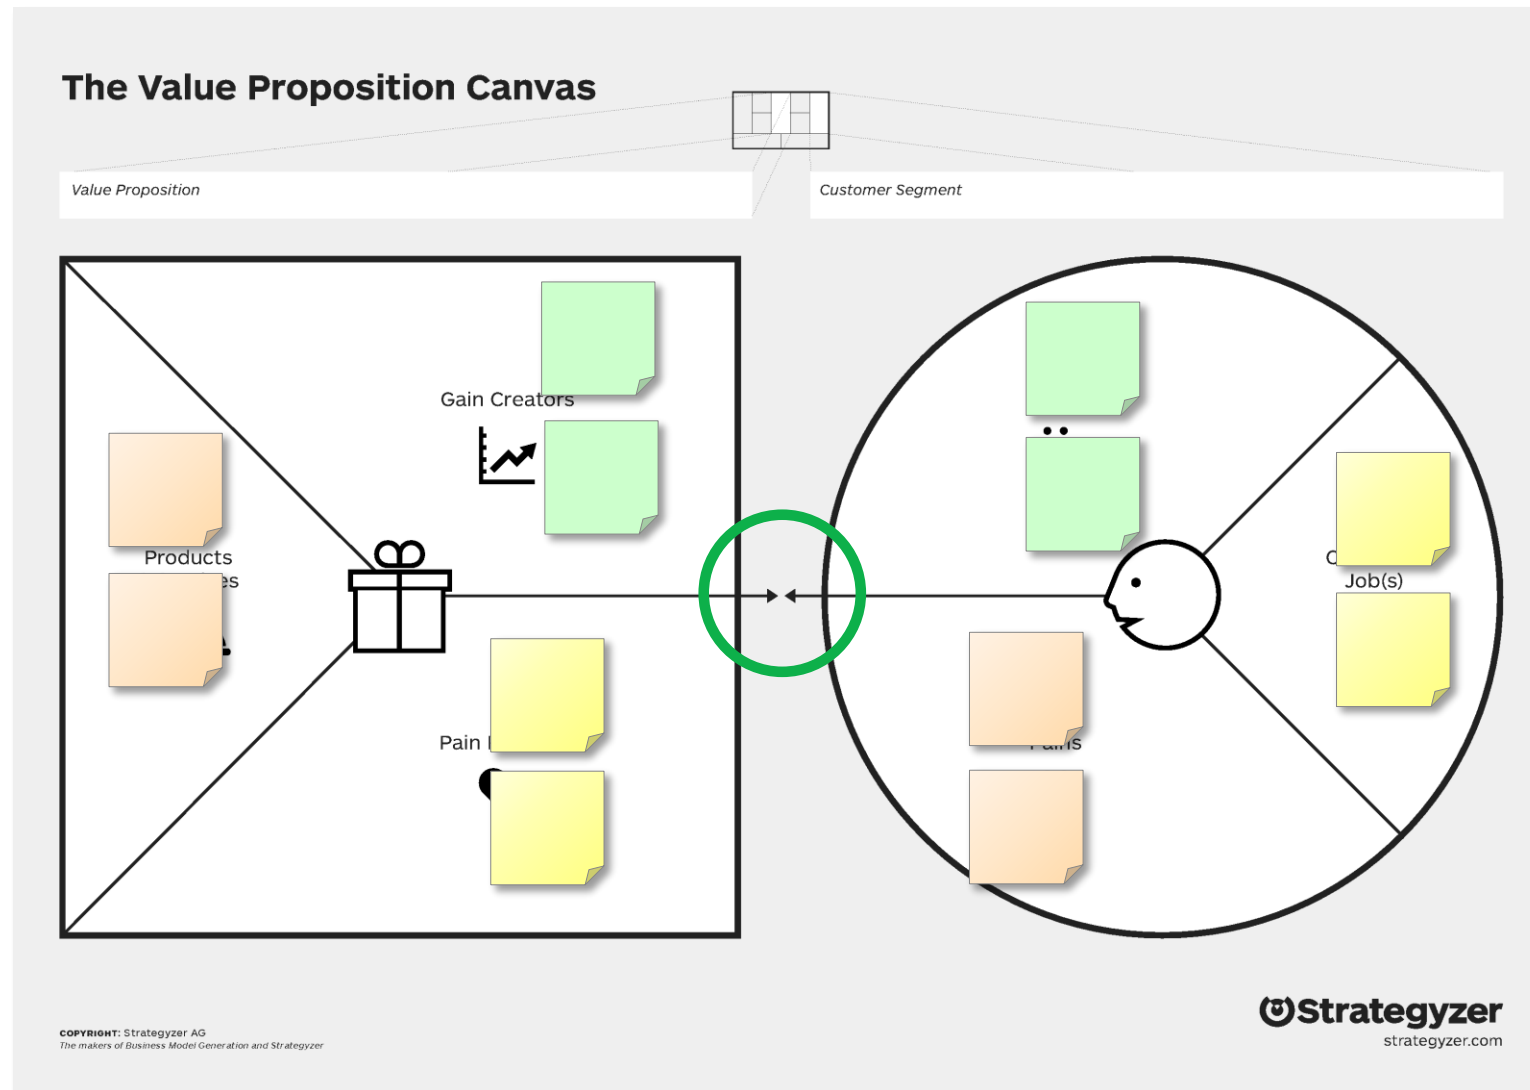 The Value Proposition Canvas
Value Proposition
Customer Segment
Gain Creators
Products
Pain
Job(s)
COPYRIGHT: Strategyzer AG
The makers of Business Model Generation and Strategyzer
Strategyzer
strategyzer.com